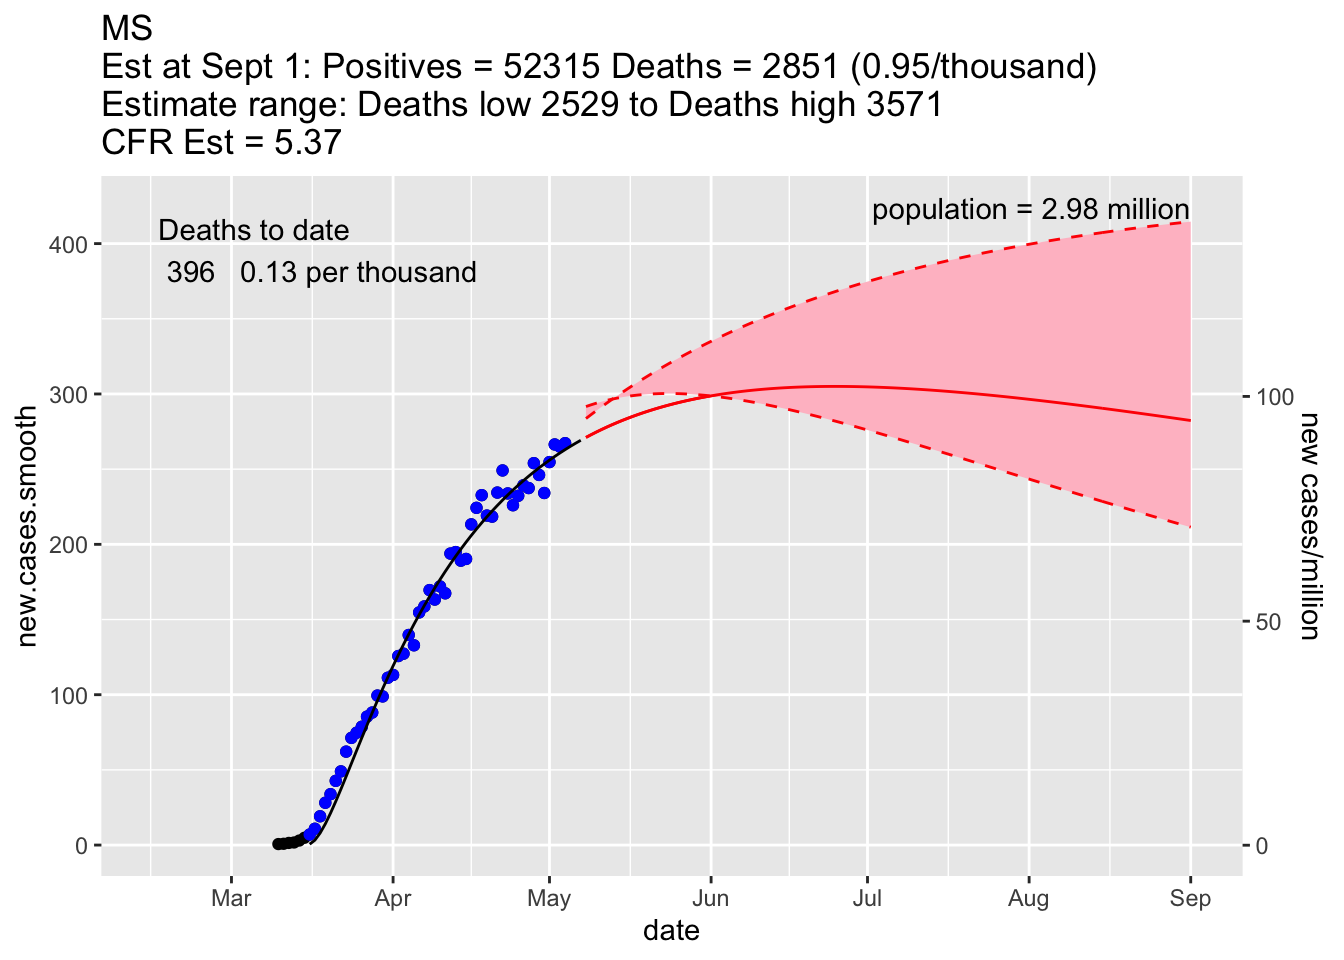 MS
Est at Sept 1: Positives = 52315 Deaths = 2851 (0.95/thousand)
Estimate range: Deaths low 2529 to Deaths high 3571
CFR Est = 5.37
population = 2.98 million
Deaths to date
396 0.13 per thousand
400
300
200
100
0
new.cases.smooth
100
50
0
new cases/million
Mar Apr May Jun Jul Aug Sep
date